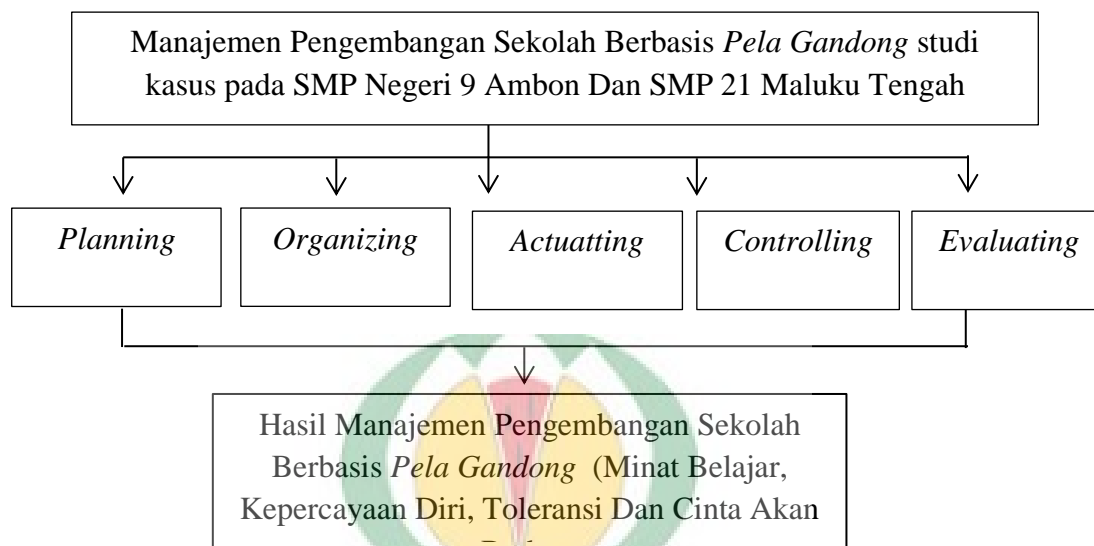 Manajemen Pengembangan Sekolah Berbasis Pela Gandong studi
kasus pada SMP Negeri 9 Ambon Dan SMP 21 Maluku Tengah
Planning
Organizing
Actuatting
Controlling
Evaluating
Hasil Manajemen Pengembangan Sekolah
Berbasis Pela Gandong (Minat Belajar,
Kepercayaan Diri, Toleransi Dan Cinta Akan